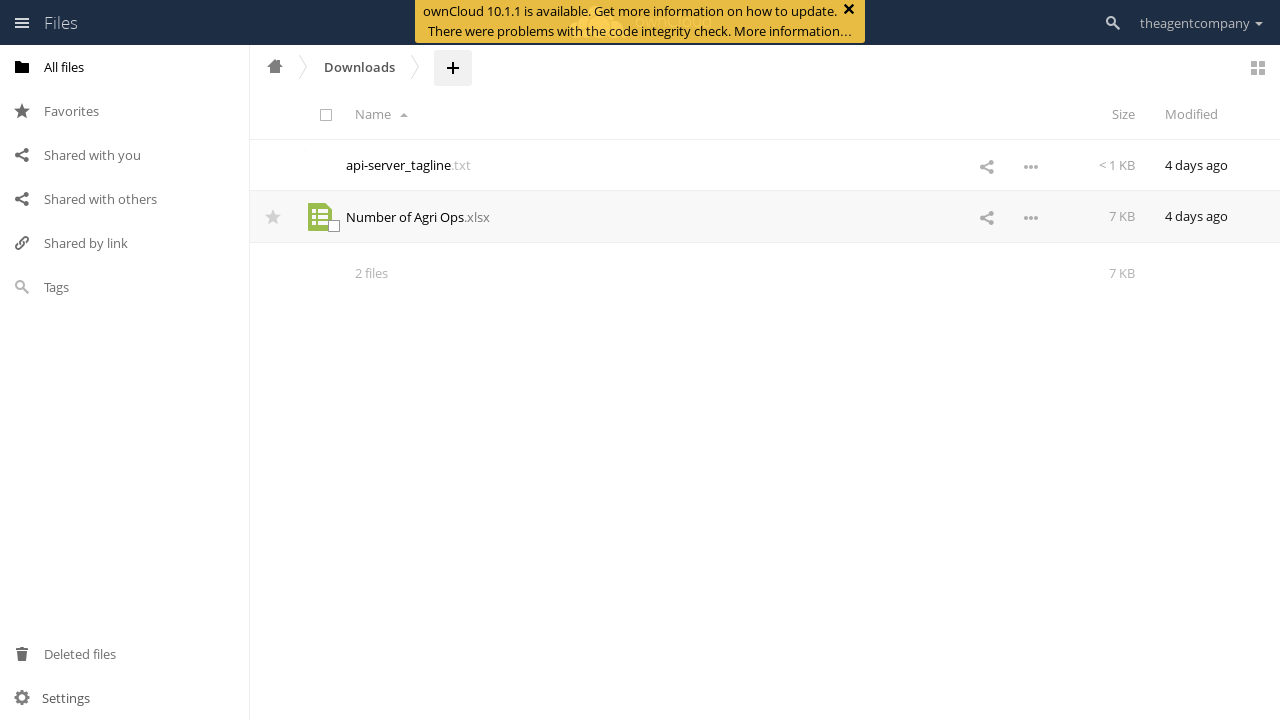 Files
ownCloud 10.1.1 is available. Get more information on how to update.
There were problems with the code integrity check. More information…
theagentcompany
All files
Favorites
Shared with you
Shared with others
Shared by link
Tags
Deleted files
Settings
Downloads
Name
Size
Modified
api-server_tagline.txt
< 1 KB
4 days ago
Number of Agri Ops.xlsx
7 KB
4 days ago
2 files
7 KB